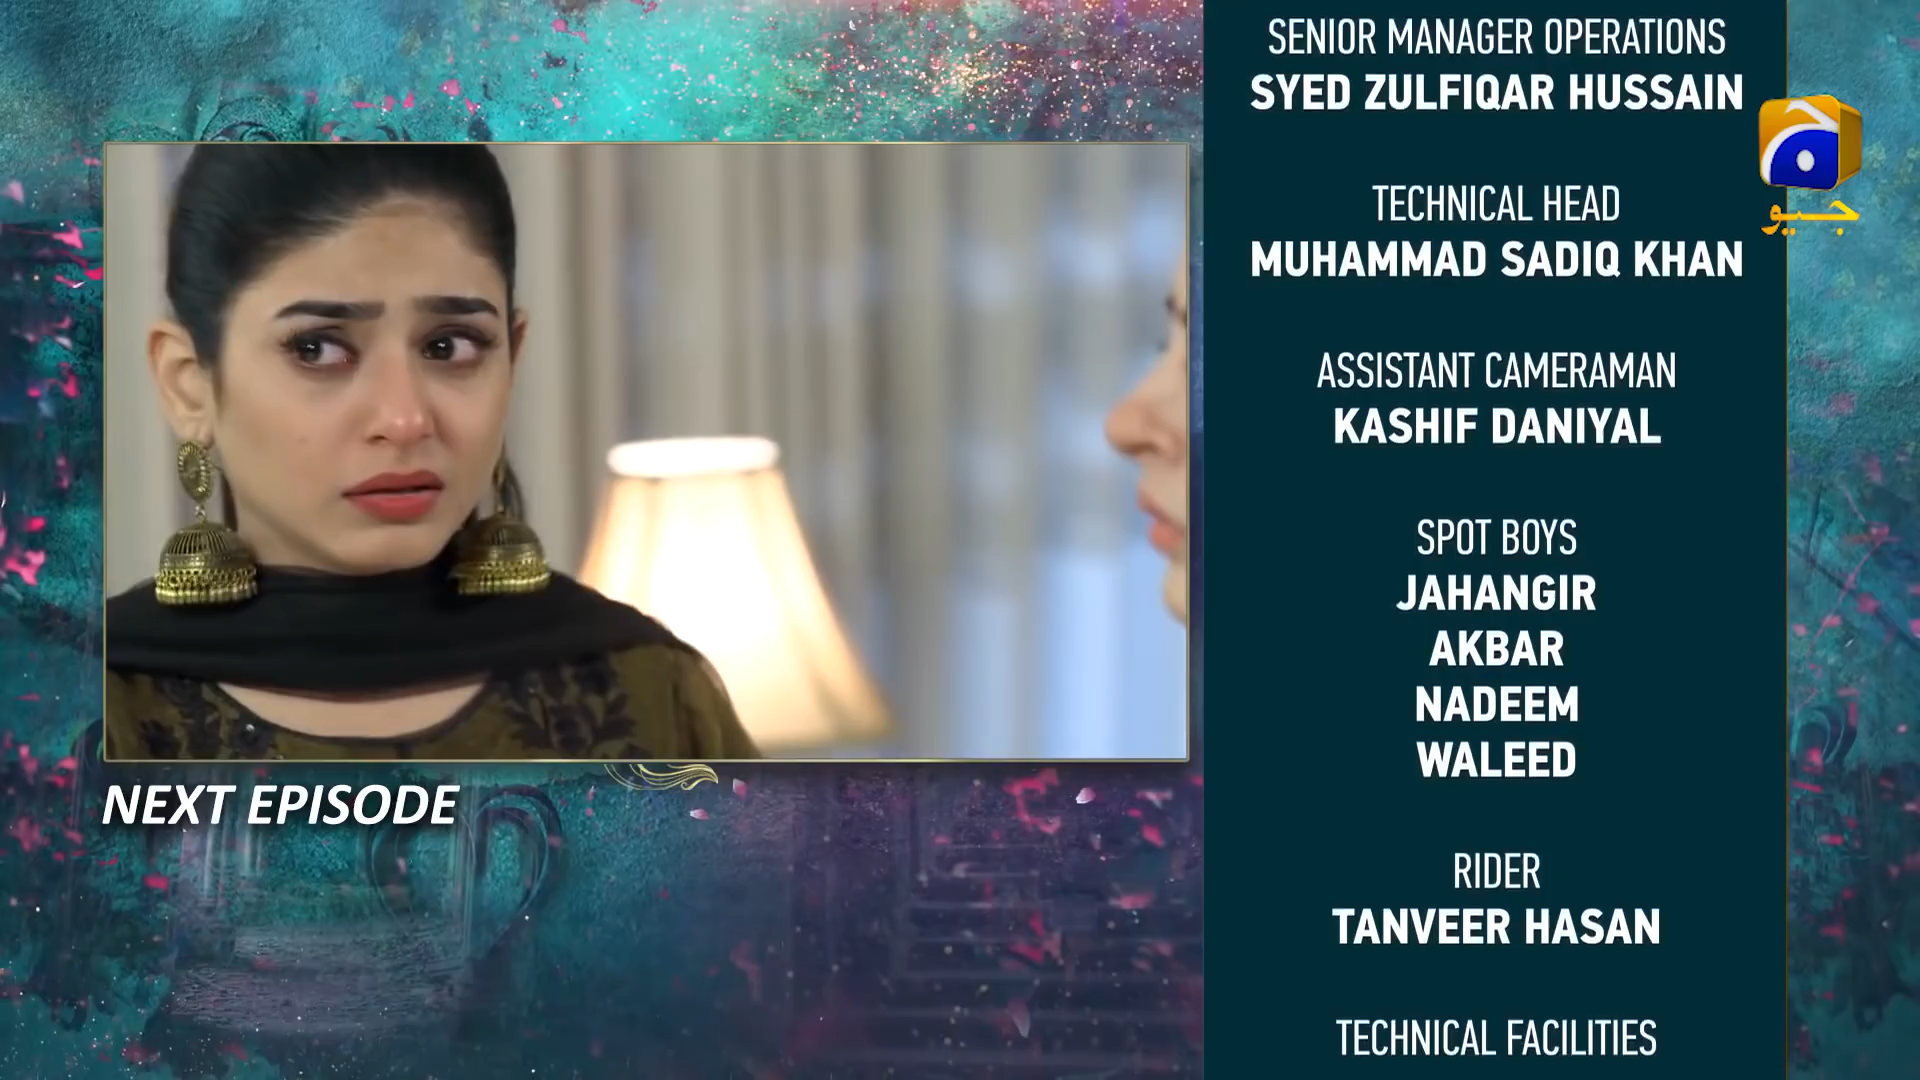 SENIOR MANAGER OPERATIONS
SYED ZULFIQAR HUSSAIN
TECHNICAL HEAD
MUHAMMAD SADIQ KHAN
ASSISTANT CAMERAMAN
KASHIF DANIYAL
SPOT BOYS
JAHANGIR
AKBAR
NADEEM
WALEED
RIDER
TANVEER HASAN
TECHNICAL FACILITIES
جیو
NEXT EPISODE